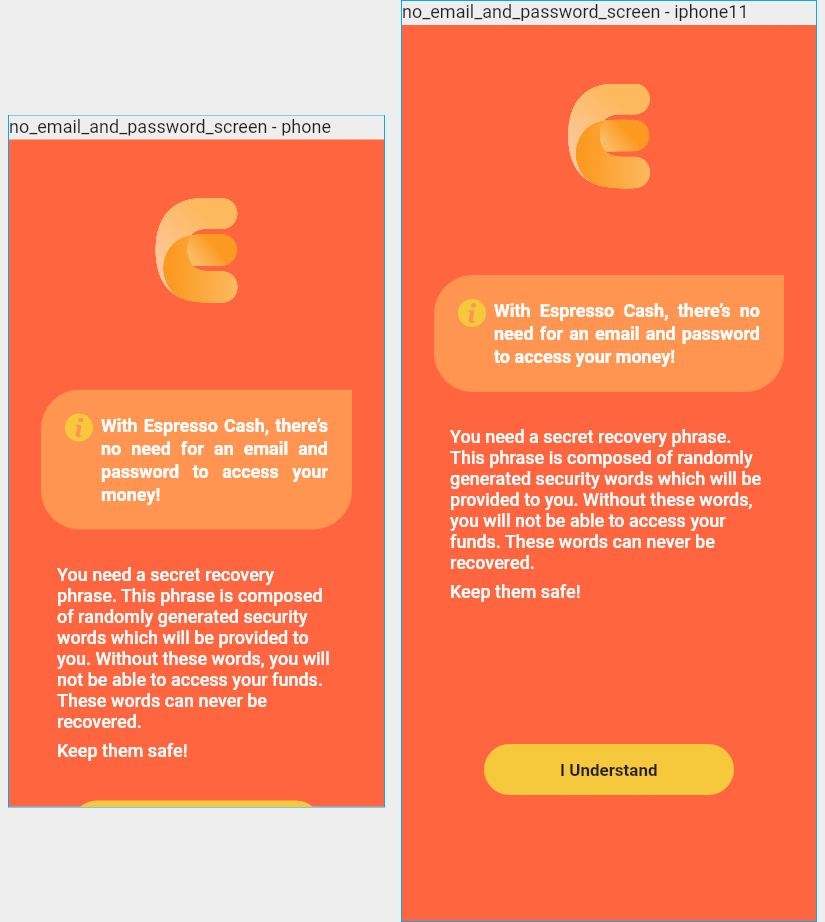 no_email_and_password_screen - phone
With Espresso Cash, there's
no need for an email and
password to access your
money!
You need a secret recovery
phrase. This phrase is composed
of randomly generated security
words which will be provided to
you. Without these words, you will
not be able to access your funds.
These words can never be
recovered.
Keep them safe!
no_email_and_password_screen - iphone11
With Espresso Cash, there's no
need for an email and password
to access your money!
You need a secret recovery phrase.
This phrase is composed of randomly
generated security words which will be
provided to you. Without these words,
you will not be able to access your
funds. These words can never be
recovered.
Keep them safe!
I Understand